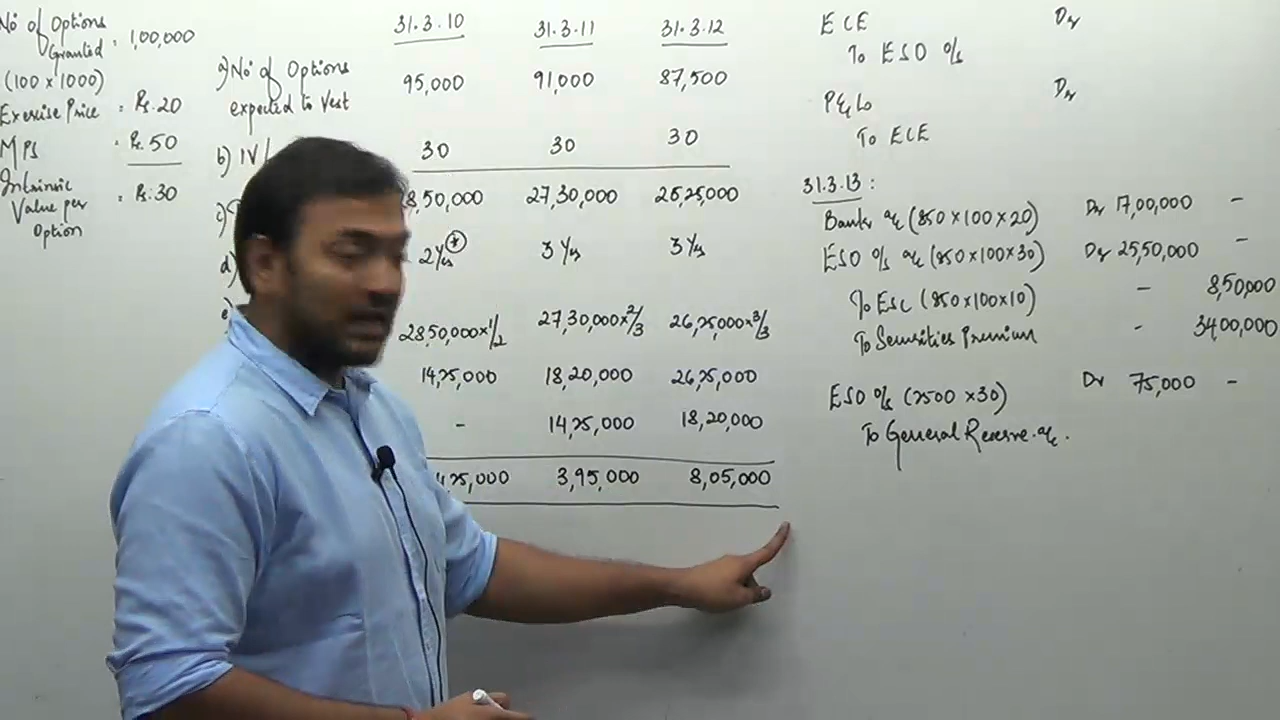 No of Options
Granted = 1,00,000
(100 x 1000)
Exercise Price = Rs. 20
MPS = Rs. 50
Intrinsic
Value per = Rs. 30
Option
31.3.10 31.3.11 31.3.12
a) No of Options
expected to Vest 95,000 91,000 87,500
b) IV/ 30 30 30
c) 8,50,000 27,30,000 26,25,000
d) 2 Yrs * 3 Yrs 3 Yrs
e) 28,50,000 x 1/2 27,30,000 x 2/3 26,25,000 x 3/3
14,25,000 18,20,000 26,25,000
- 14,25,000 18,20,000
4,25,000 3,95,000 8,05,000
ECE Dr
To ESO o/s
P&L Dr
To ECE
31.3.13 :
Bank a/c (850 x 100 x 20) Dr 17,00,000 -
ESO o/s a/c (850 x 100 x 30) Dr 25,50,000 -
To ESC (850 x 100 x 10) - 8,50,000
To Securities Premium - 3400,000
ESO o/s (2500 x 30) Dr 75,000 -
To General Reserve a/c.